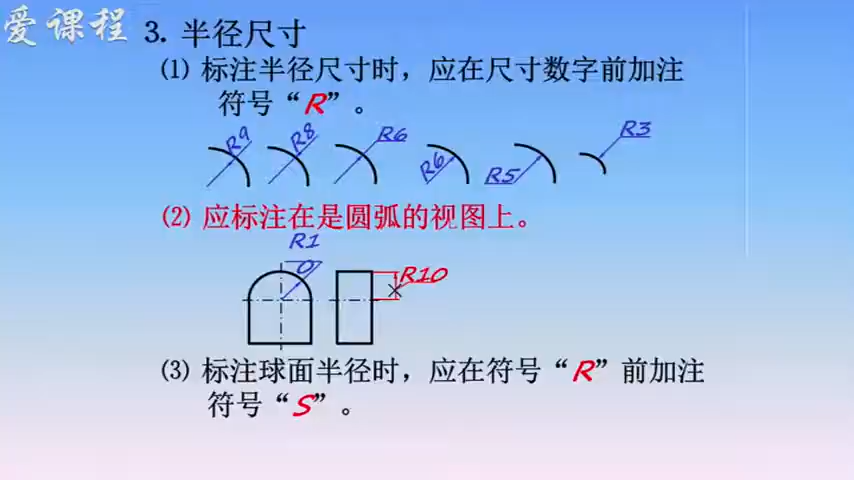 爱课程
3. 半径尺寸
(1) 标注半径尺寸时，应在尺寸数字前加注
符号“R”。
R9 R8 R6 R6 R5 R3
(2) 应标注在是圆弧的视图上。
R1
0
R10
(3) 标注球面半径时，应在符号“R”前加注
符号“S”。